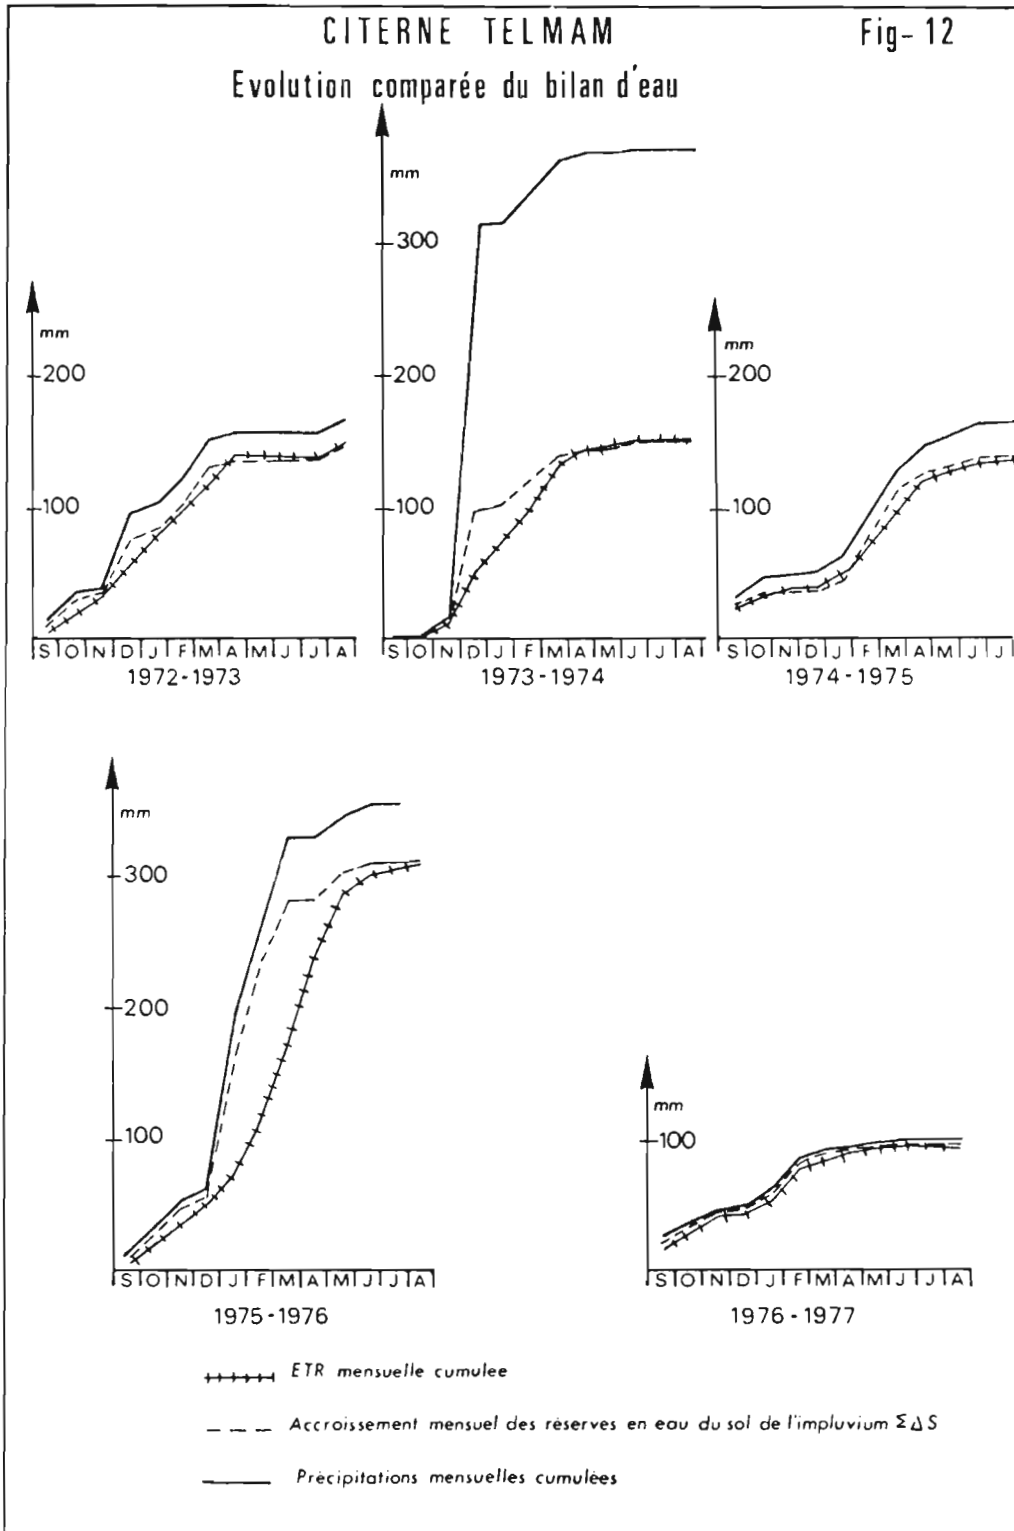 CITERNE TELMAM
Fig-12
Evolution comparée du bilan d'eau
mm
300
200
100
S O N D J F M A M J J A
1973-1974
mm
200
100
S O N D J F M A M J J A
1972-1973
mm
200
100
S O N D J F M A M J J
1974-1975
mm
300
200
100
S O N D J F M A M J J A
1975-1976
mm
100
S O N D J F M A M J J A
1976-1977
ETR mensuelle cumulee
Accroissement mensuel des réserves en eau du sol de l'impluvium ΣΔS
Précipitations mensuelles cumulées